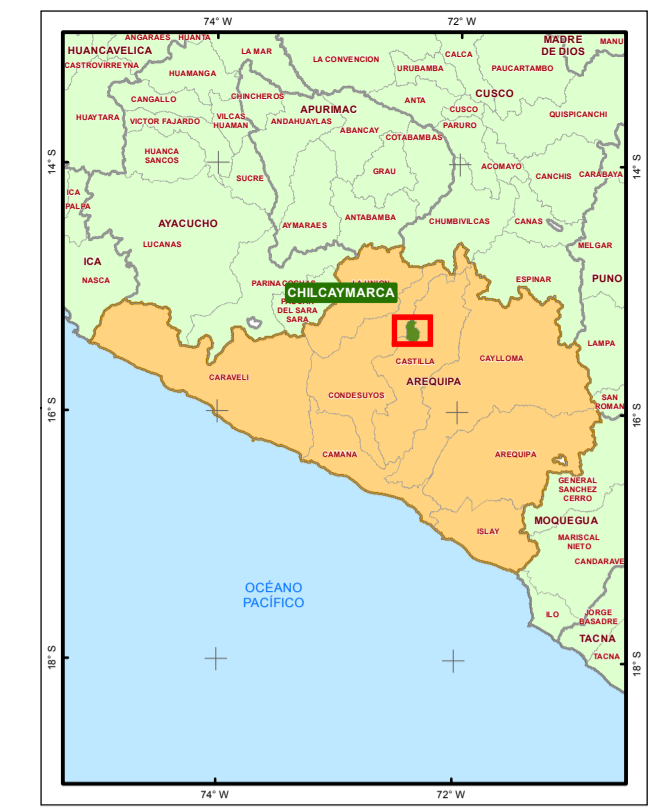 74° W
72° W
ANGARAES
HUANTA
MADRE
DE DIOS
MANU
HUANCAVELICA
LA MAR
LA CONVENCION
CALCA
CASTROVIRREYNA
HUAMANGA
URUBAMBA
PAUCARTAMBO
CANGALLO
CHINCHEROS
APURIMAC
ANTA
CUSCO
HUAYTARA
VICTOR FAJARDO
VILCAS
HUAMAN
ANDAHUAYLAS
ABANCAY
COTABAMBAS
CUSCO
PARURO
QUISPICANCHI
14° S
HUANCA
SANCOS
SUCRE
GRAU
ACOMAYO
CANCHIS
CARABAYA
14° S
ICA
PALPA
AYACUCHO
LUCANAS
AYMARAES
ANTABAMBA
CHUMBIVILCAS
CANAS
MELGAR
ICA
NASCA
ESPINAR
PUNO
CHILCAYMARCA
DEL SARA
SARA
LAMPA
CASTILLA
CAYLLOMA
CARAVELI
AREQUIPA
CONDESUYOS
SAN
ROMAN
16° S
16° S
CAMANA
AREQUIPA
GENERAL
SANCHEZ
CERRO
ISLAY
MOQUEGUA
MARISCAL
NIETO
CANDARAVE
OCÉANO
PACÍFICO
ILO
JORGE
BASADRE
TACNA
TACNA
18° S
18° S
74° W
72° W